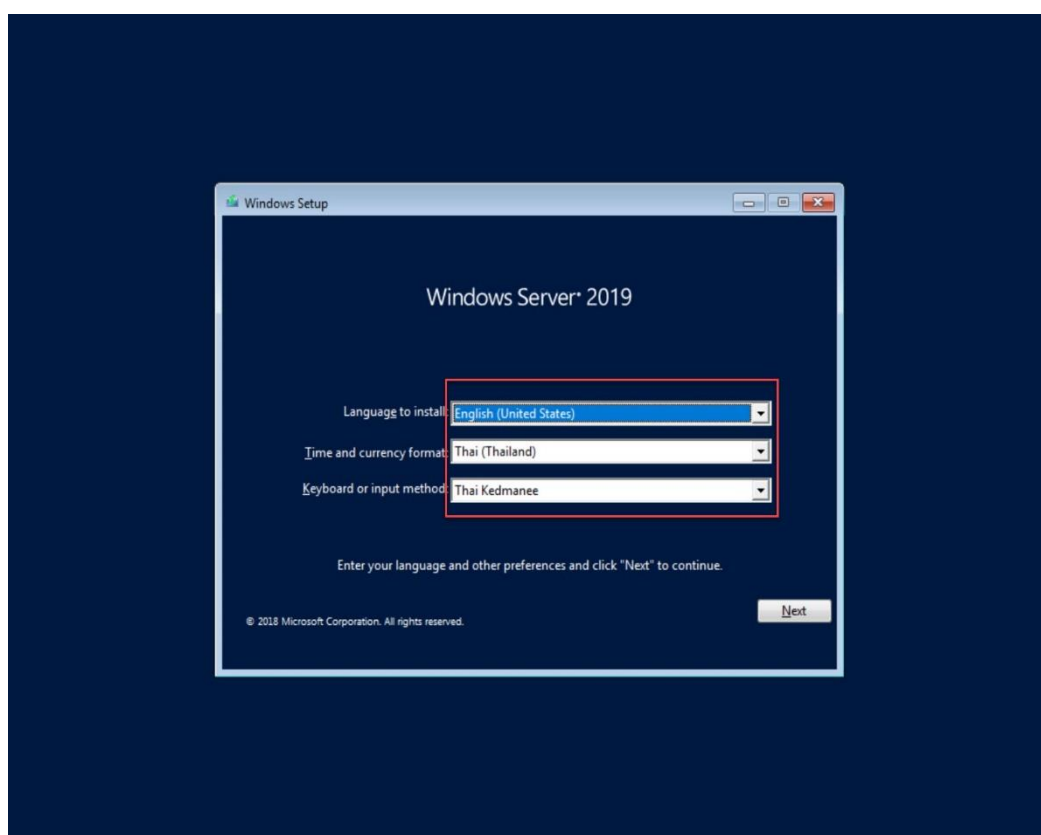 Windows Setup
Windows Server® 2019
Language to install: English (United States)
Time and currency format: Thai (Thailand)
Keyboard or input method: Thai Kedmanee
Enter your language and other preferences and click "Next" to continue.
Next
© 2018 Microsoft Corporation. All rights reserved.